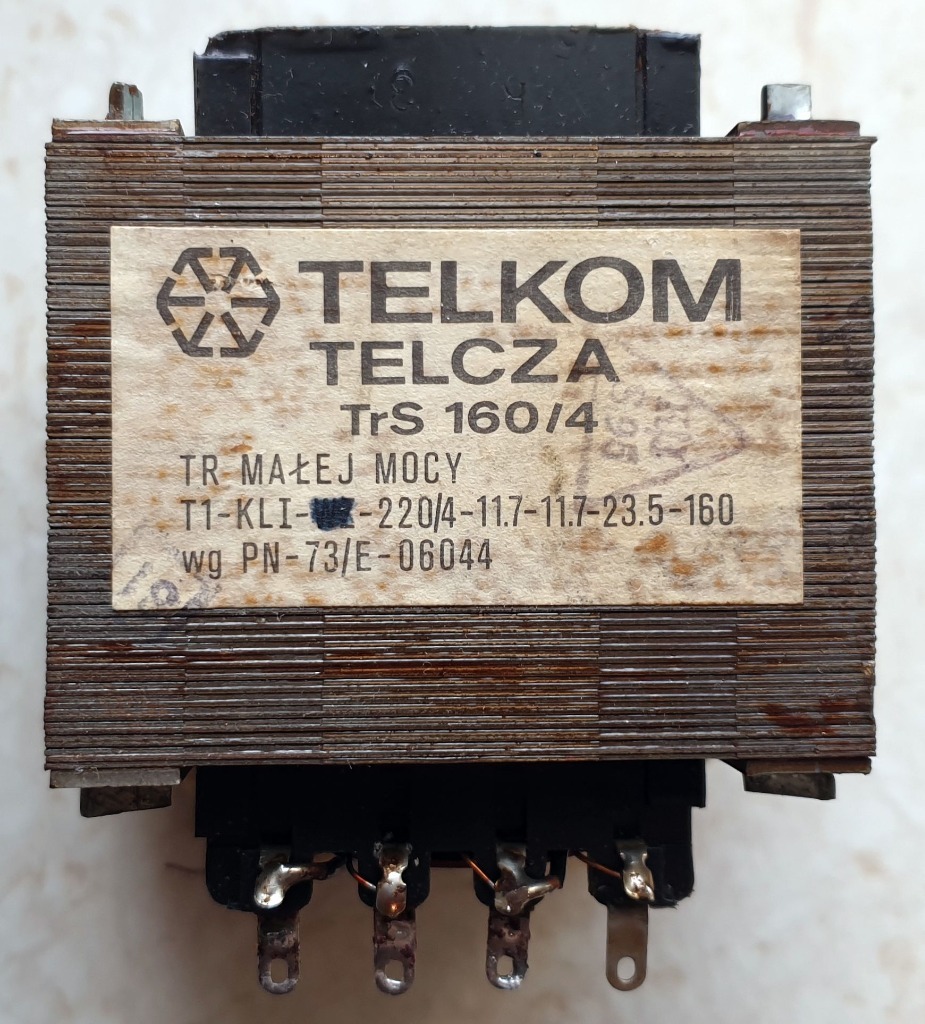 TELKOM
TELCZA
TrS 160/4
TR MAŁEJ MOCY
T1-KLI- -220/4-11.7-11.7-23.5-160
wg PN-73/E-06044